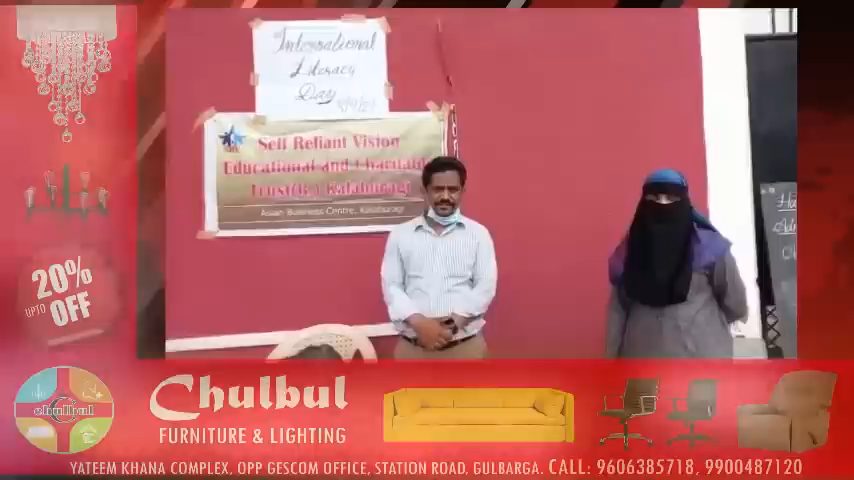 International
Literacy
Day
Self Reliant Vision
Educational and Charitable
Trust(R.) Kalaburagi
Asian Business Centre, Kalaburagi
20%
UPTO OFF
chulbul
Chulbul
FURNITURE & LIGHTING
YATEEM KHANA COMPLEX, OPP GESCOM OFFICE, STATION ROAD, GULBARGA. CALL: 9606385718, 9900487120